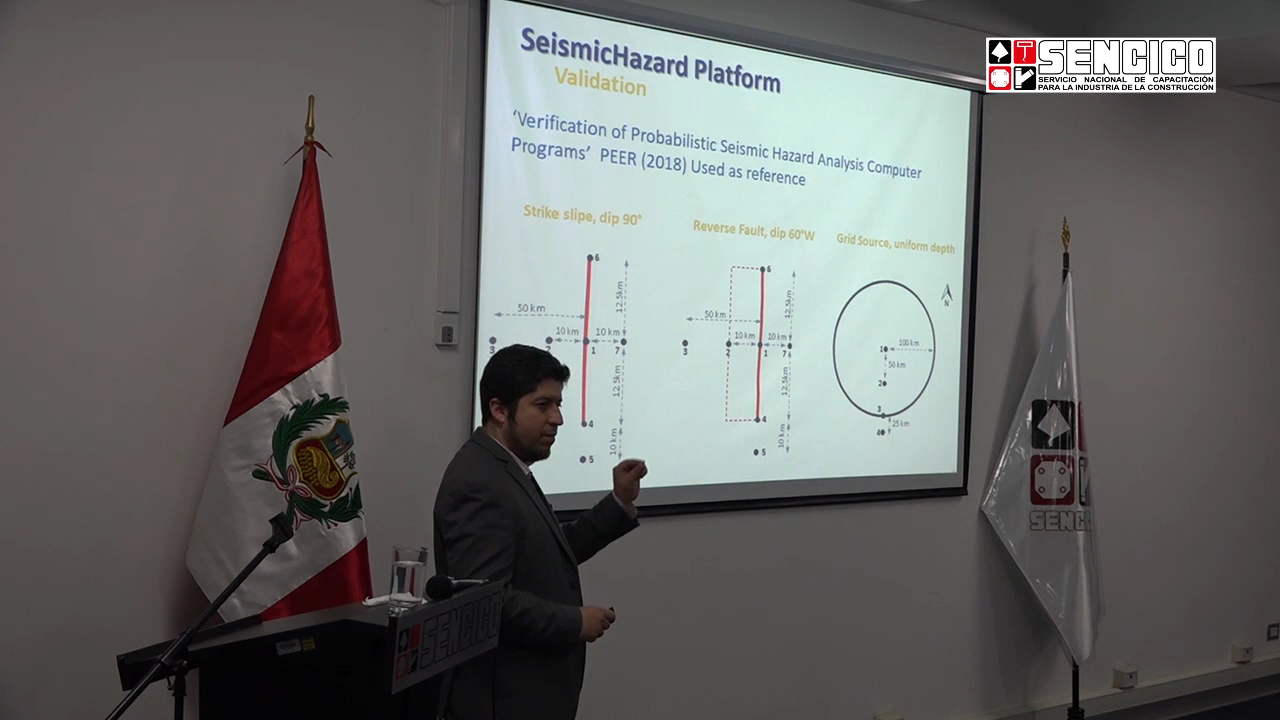 SeismicHazard Platform
Validation
'Verification of Probabilistic Seismic Hazard Analysis Computer
Programs' PEER (2018) Used as reference
Strike slipe, dip 90°
Reverse Fault, dip 60°W
Grid Source, uniform depth
6
12.5km
50 km
10 km
10 km
3
2
1
7
12.5km
4
10 km
5
6
12.5km
50 km
10 km
10 km
3
2
1
7
12.5km
4
10 km
5
N
1
100 km
50 km
2
3
25 km
4
SENCICO
SERVICIO NACIONAL DE CAPACITACIÓN
PARA LA INDUSTRIA DE LA CONSTRUCCIÓN
SENCICO
SENCI